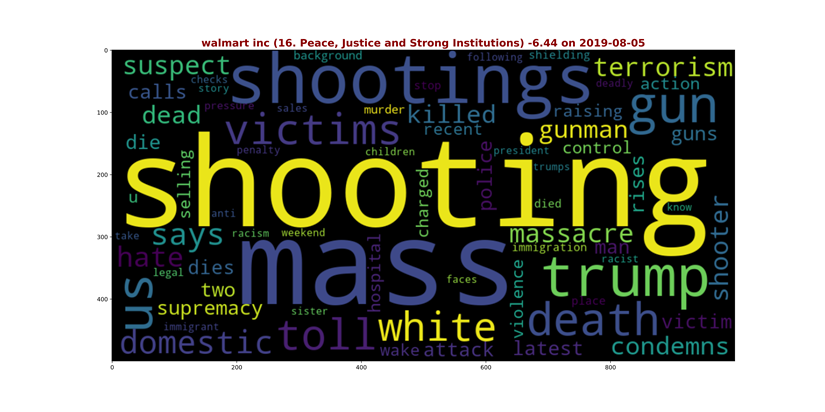 walmart inc (16. Peace, Justice and Strong Institutions) -6.44 on 2019-08-05
0
100
200
300
400
0
200
400
600
800
background
following
shielding
suspect
shootings
terrorism
checks
story
stop
deadly
action
calls
pressure
sales
murder
killed
raising
gun
dead
victims
recent
gunman
guns
die
penalty
children
police
president
control
shooting
selling
charged
trumps
rises
u
died
know
shooter
anti
take
says
racism
weekend
massacre
hate
mass
hospital
immigration
man
legal
dies
faces
racist
us
two
trump
violence
place
supremacy
sister
death
victim
immigrant
toll
white
domestic
wake
attack
latest
condemns